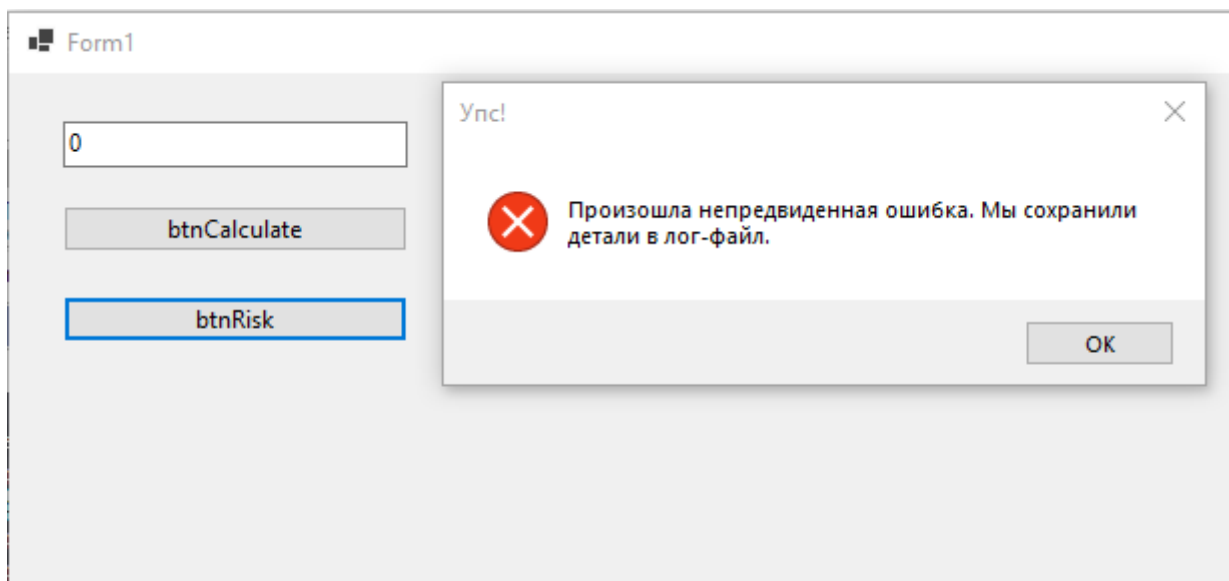 Form1
0
btnCalculate
btnRisk
Упс!
Произошла непредвиденная ошибка. Мы сохранили
детали в лог-файл.
OK